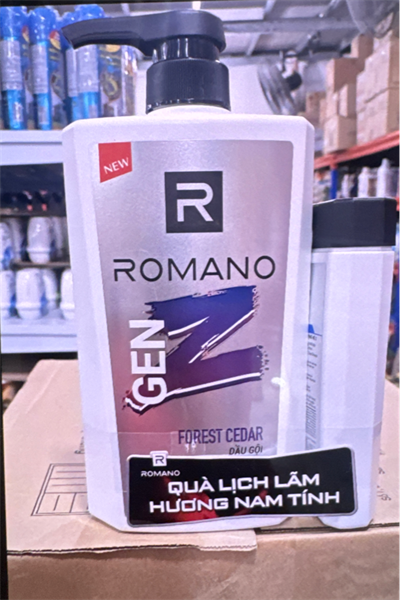 NEW
R
ROMANO
GEN Z
FOREST CEDAR
DẦU GỘI
R
ROMANO
QUÀ LỊCH LÃM
HƯƠNG NAM TÍNH